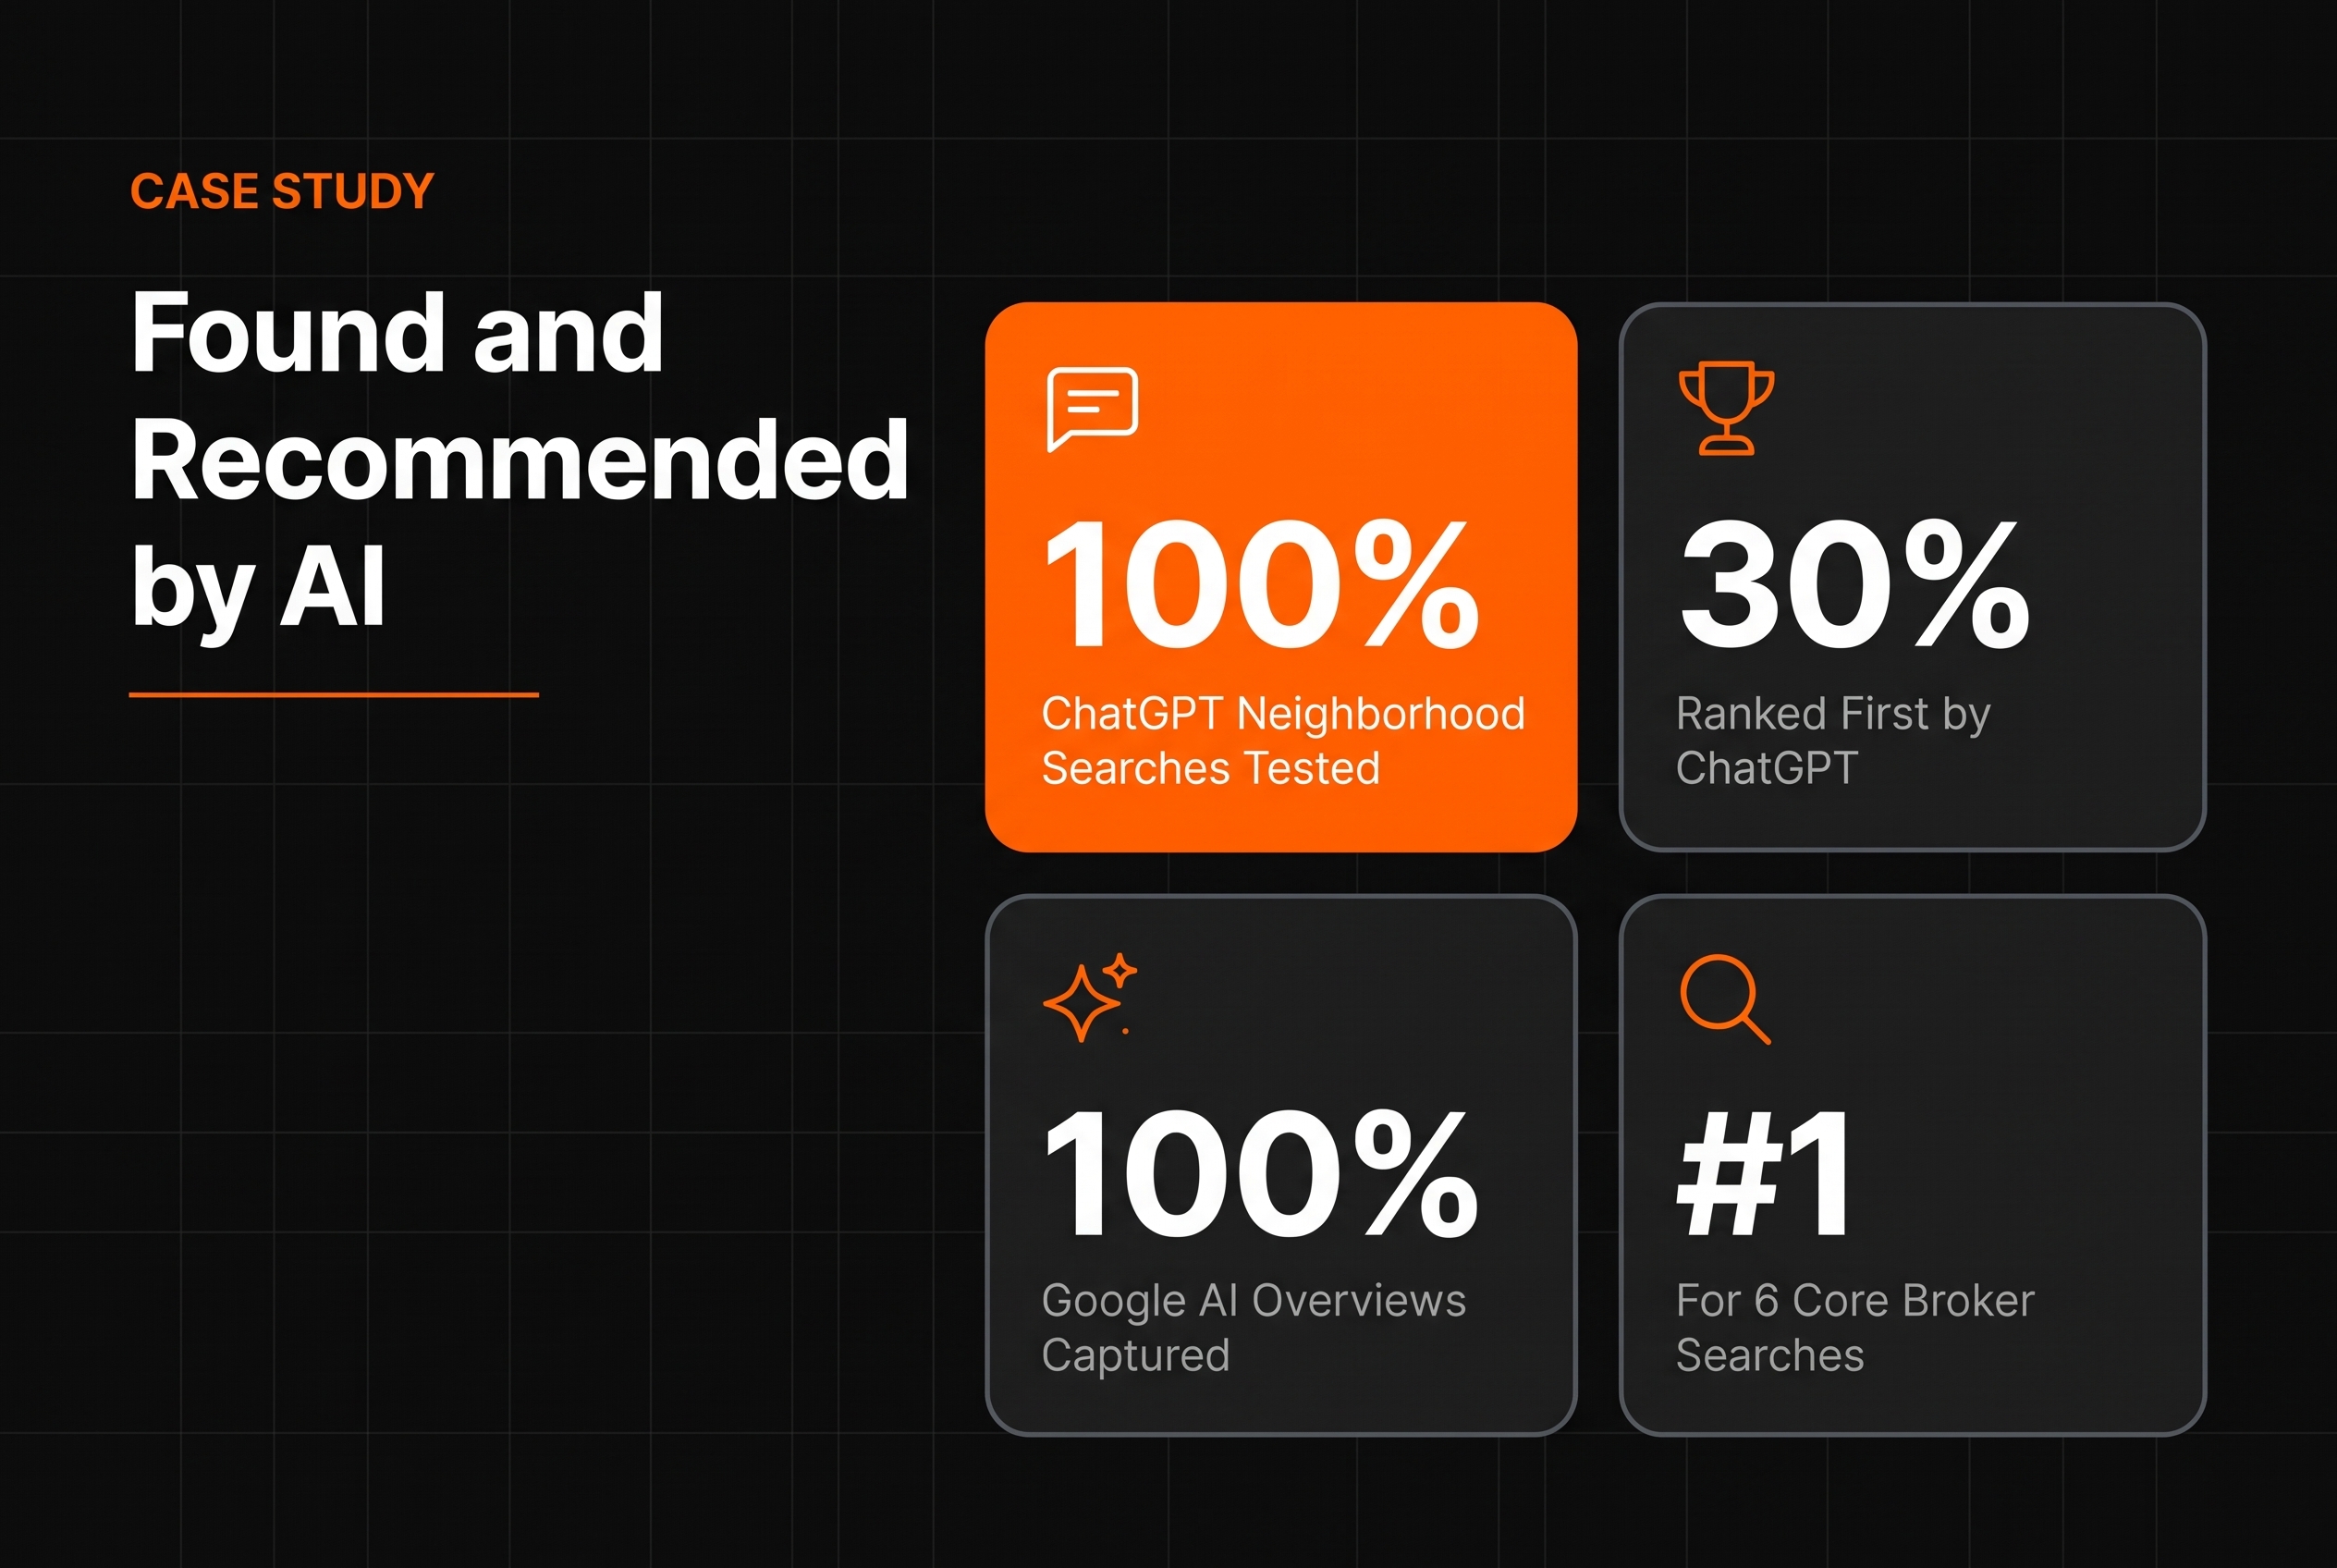 CASE STUDY
Found and
Recommended
by AI
100%
ChatGPT Neighborhood
Searches Tested
30%
Ranked First by
ChatGPT
100%
Google AI Overviews
Captured
#1
For 6 Core Broker
Searches